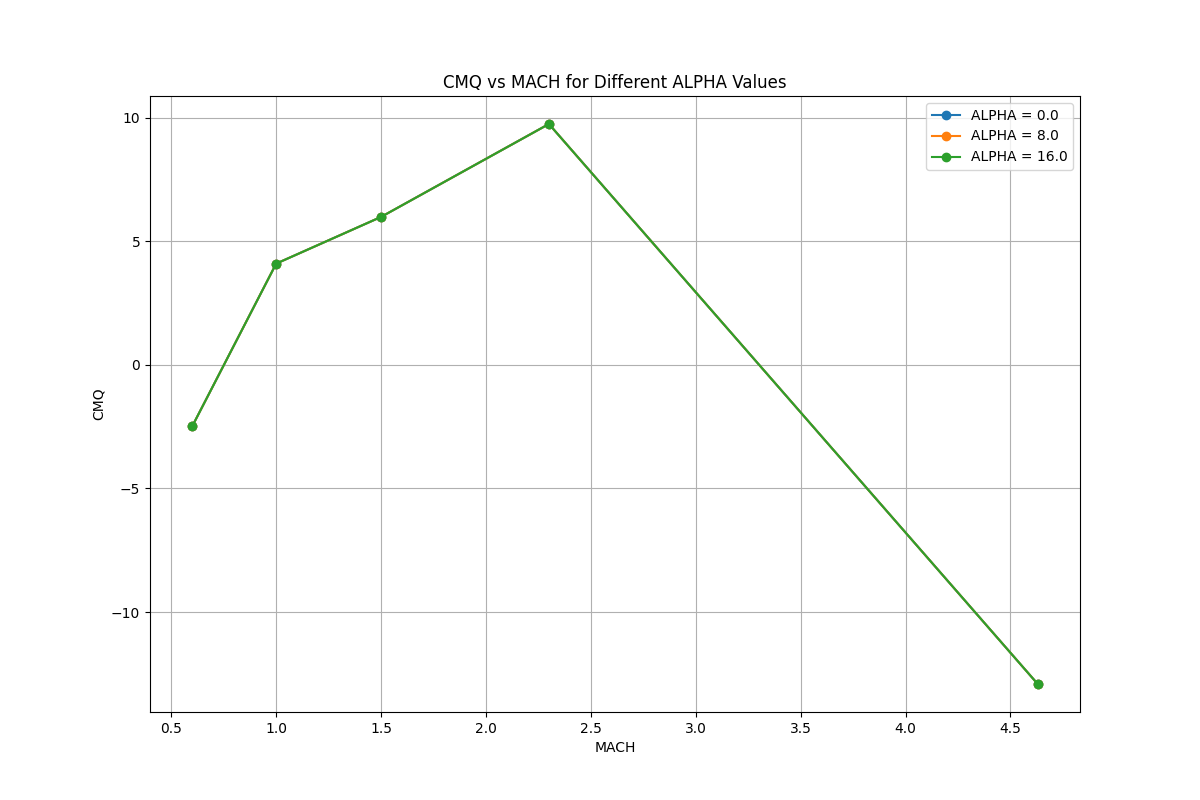 CMQ vs MACH for Different ALPHA Values
ALPHA = 0.0
ALPHA = 8.0
ALPHA = 16.0
10
5
0
−5
−10
CMQ
0.5 1.0 1.5 2.0 2.5 3.0 3.5 4.0 4.5
MACH